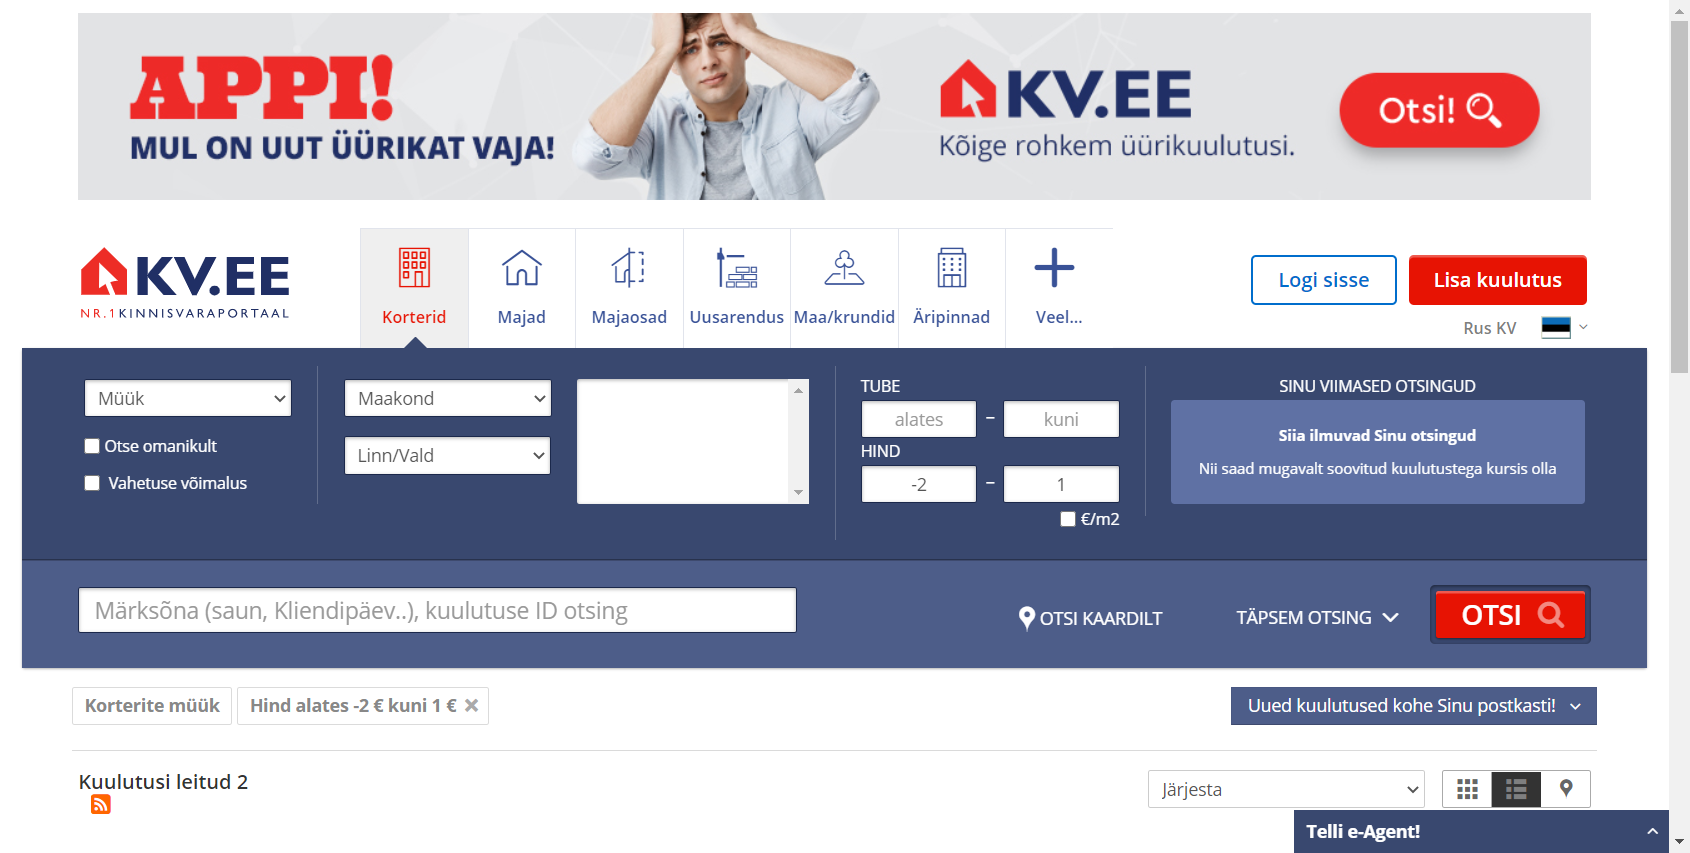 APPI!
MUL ON UUT ÜÜRIKAT VAJA!
KV.EE
Kõige rohkem üürikuulutusi.
Otsi!
KV.EE
NR.1 KINNISVARAPORTAAL
Korterid
Majad
Majaosad
Uusarendus
Maa/krundid
Äripinnad
Veel...
Logi sisse
Lisa kuulutus
Rus KV
Müük
Otse omanikult
Vahetuse võimalus
Maakond
Linn/Vald
TUBE
alates – kuni
HIND
-2 – 1
€/m2
SINU VIIMASED OTSINGUD
Siia ilmuvad Sinu otsingud
Nii saad mugavalt soovitud kuulutustega kursis olla
Märksõna (saun, Kliendipäev..), kuulutuse ID otsing
OTSI KAARDILT
TÄPSEM OTSING
OTSI
Korterite müük
Hind alates -2 € kuni 1 €
Uued kuulutused kohe Sinu postkasti!
Kuulutusi leitud 2
Järjesta
Telli e-Agent!